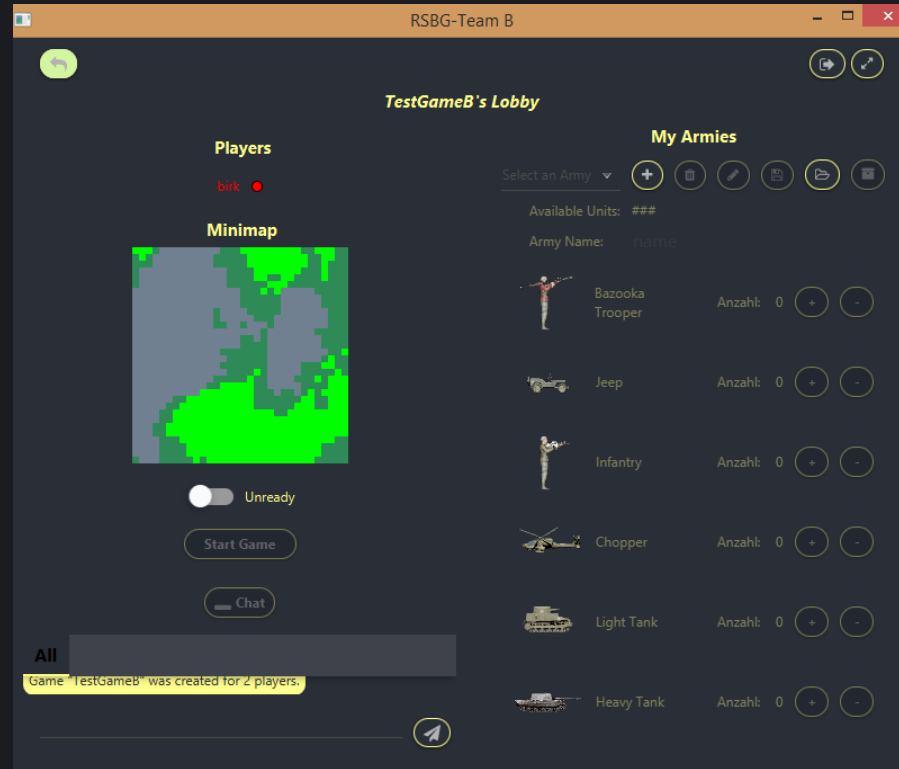 RSBG-Team B
TestGameB`s Lobby
Players
birk
Minimap
Unready
Start Game
Chat
All
Game "TestGameB" was created for 2 players.
My Armies
Select an Army
Available Units: ###
Army Name: name
Bazooka
Trooper
Anzahl: 0 + -
Jeep Anzahl: 0 + -
Infantry Anzahl: 0 + -
Chopper Anzahl: 0 + -
Light Tank Anzahl: 0 + -
Heavy Tank Anzahl: 0 + -